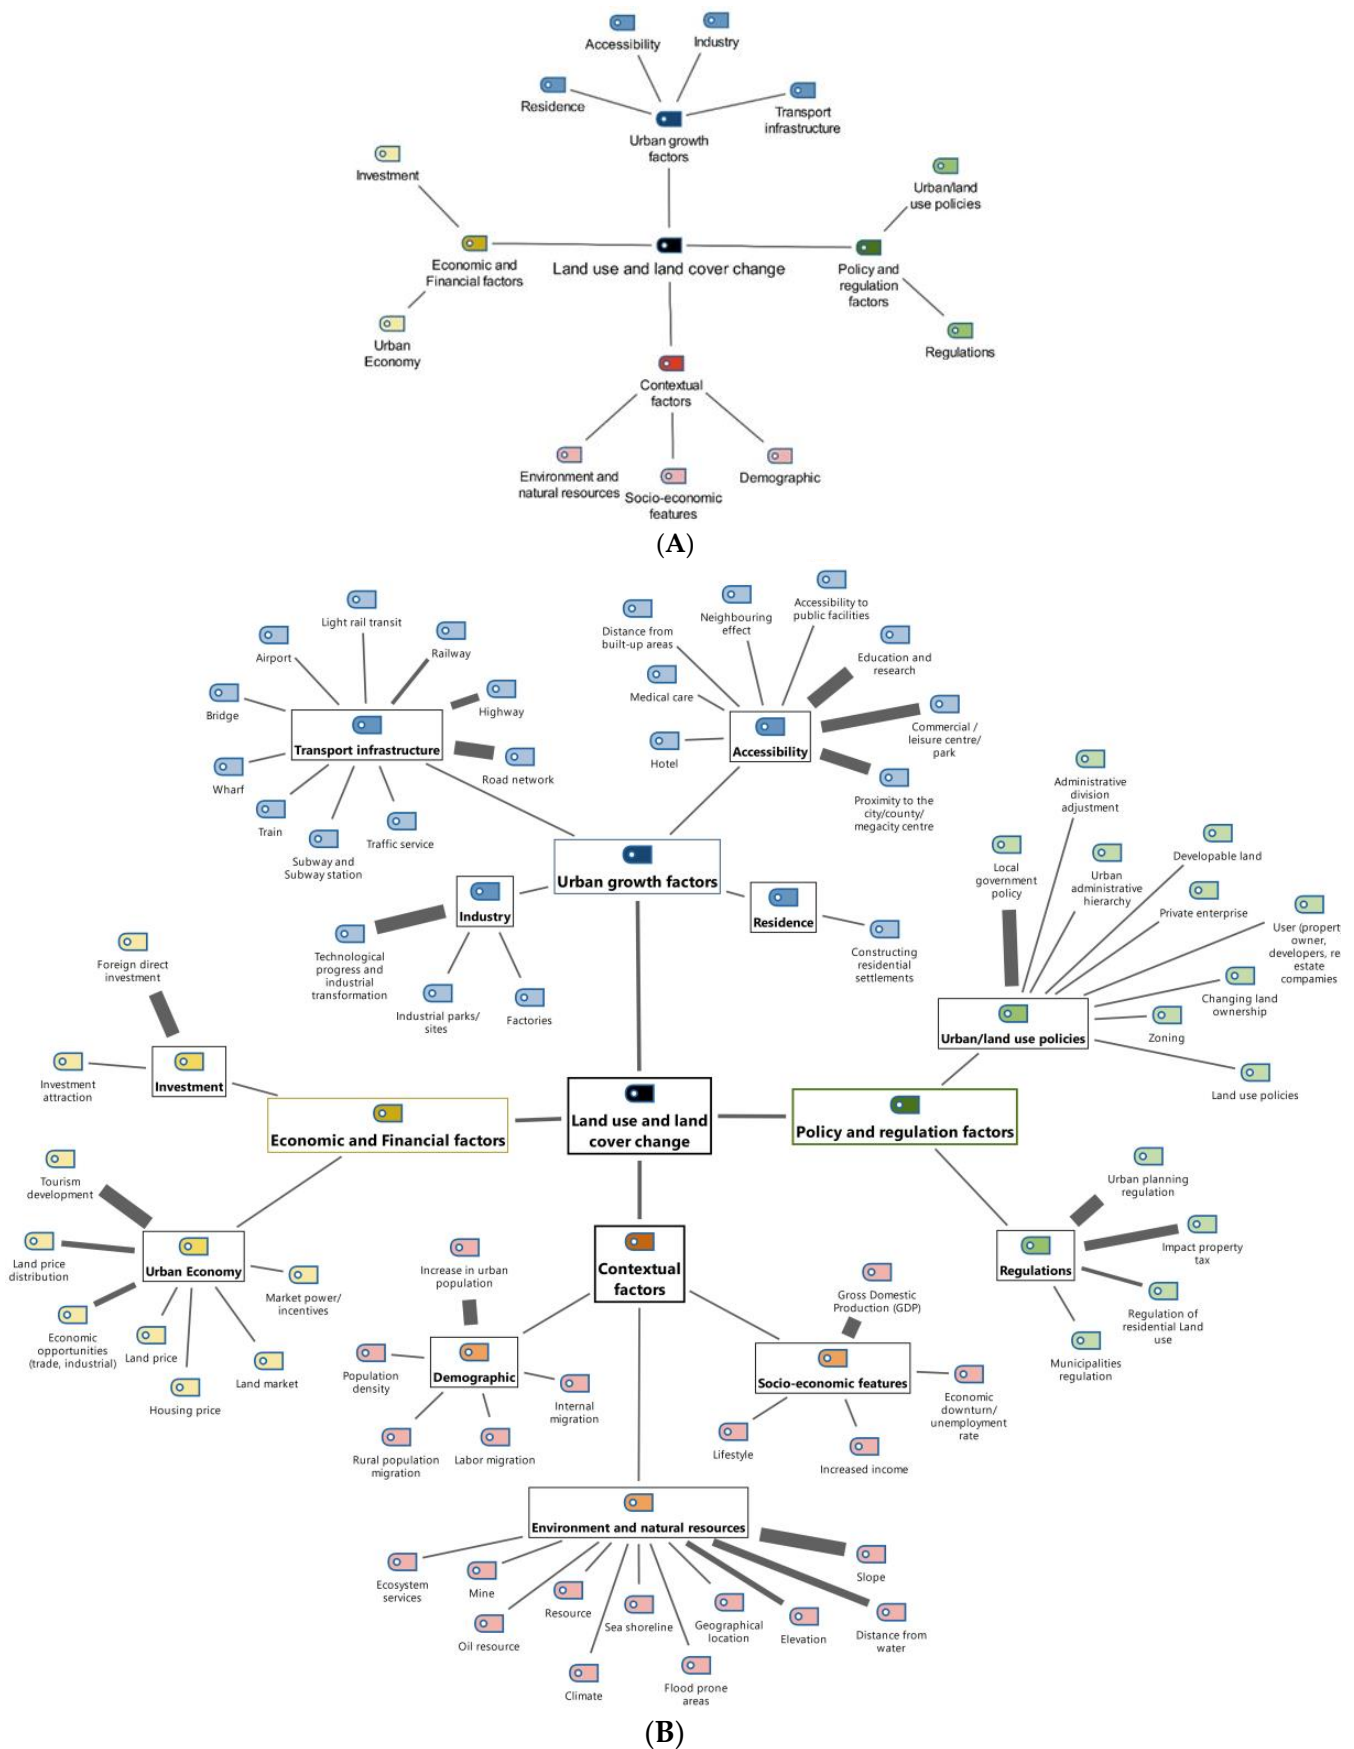 Accessibility
Industry
Residence
Transport
infrastructure
Urban growth
factors
Investment
Urban/land
use policies
Economic and
Financial factors
Land use and land cover change
Policy and
regulation
factors
Urban
Economy
Regulations
Contextual
factors
Environment and
natural resources
Socio-economic
features
Demographic
(A)
Light rail transit
Airport
Railway
Bridge
Highway
Transport infrastructure
Wharf
Road network
Train
Subway and
Subway station
Traffic service
Distance from
built-up areas
Neighbouring
effect
Accessibility to
public facilities
Education and
research
Medical care
Commercial /
leisure centre/
park
Hotel
Accessibility
Proximity to the
city/county/
megacity centre
Urban growth factors
Industry
Residence
Technological
progress and
industrial
transformation
Industrial parks/
sites
Factories
Constructing
residential
settlements
Administrative
division
adjustment
Local
government
policy
Urban
administrative
hierarchy
Developable land
Private enterprise
User (propert
owner,
developers, re
estate
companies
Changing land
ownership
Zoning
Urban/land use policies
Land use policies
Foreign direct
investment
Investment
attraction
Investment
Economic and Financial factors
Land use and land
cover change
Policy and regulation factors
Tourism
development
Land price
distribution
Urban Economy
Market power/
incentives
Economic
opportunities
(trade, industrial)
Land price
Housing price
Land market
Urban planning
regulation
Impact property
tax
Regulations
Regulation of
residential Land
use
Municipalities
regulation
Contextual
factors
Increase in urban
population
Population
density
Demographic
Internal
migration
Rural population
migration
Labor migration
Gross Domestic
Production (GDP)
Socio-economic features
Economic
downturn/
unemployment
rate
Lifestyle
Increased income
Environment and natural resources
Ecosystem
services
Mine
Oil resource
Resource
Climate
Sea shoreline
Flood prone
areas
Geographical
location
Elevation
Distance from
water
Slope
(B)